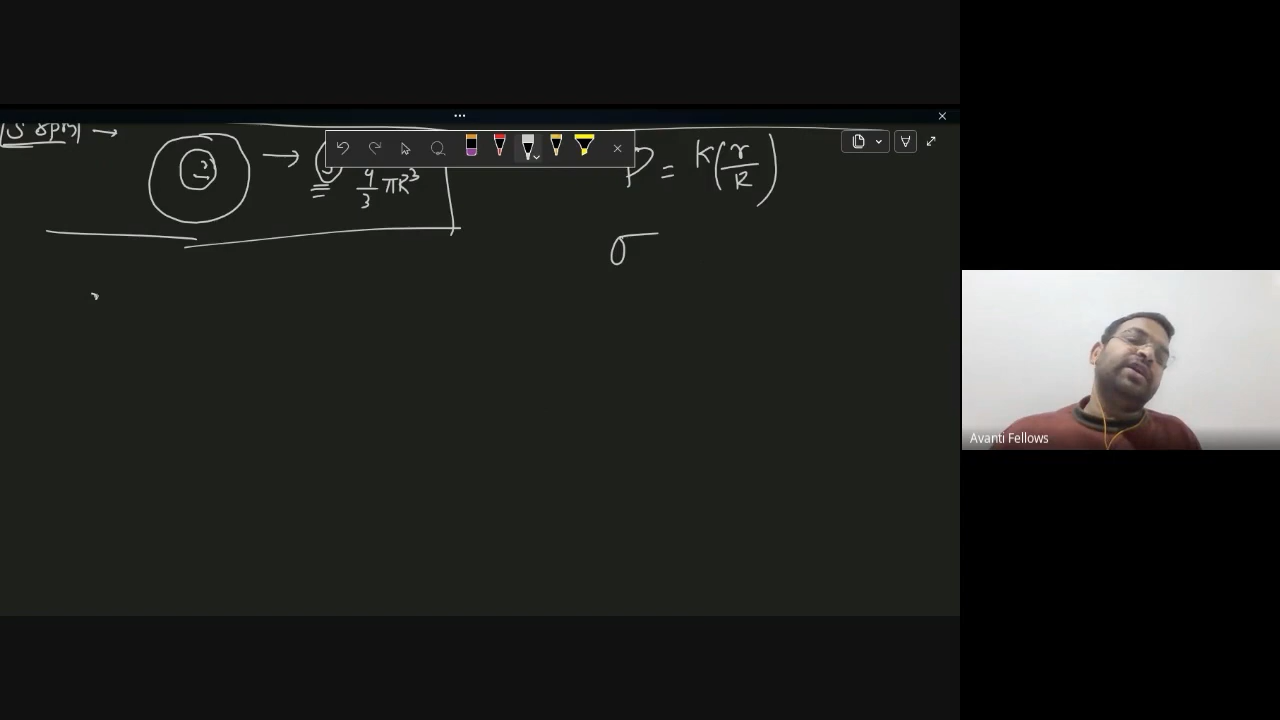 → → 4/3 πR³
ρ = K(r/R)
σ
Avanti Fellows